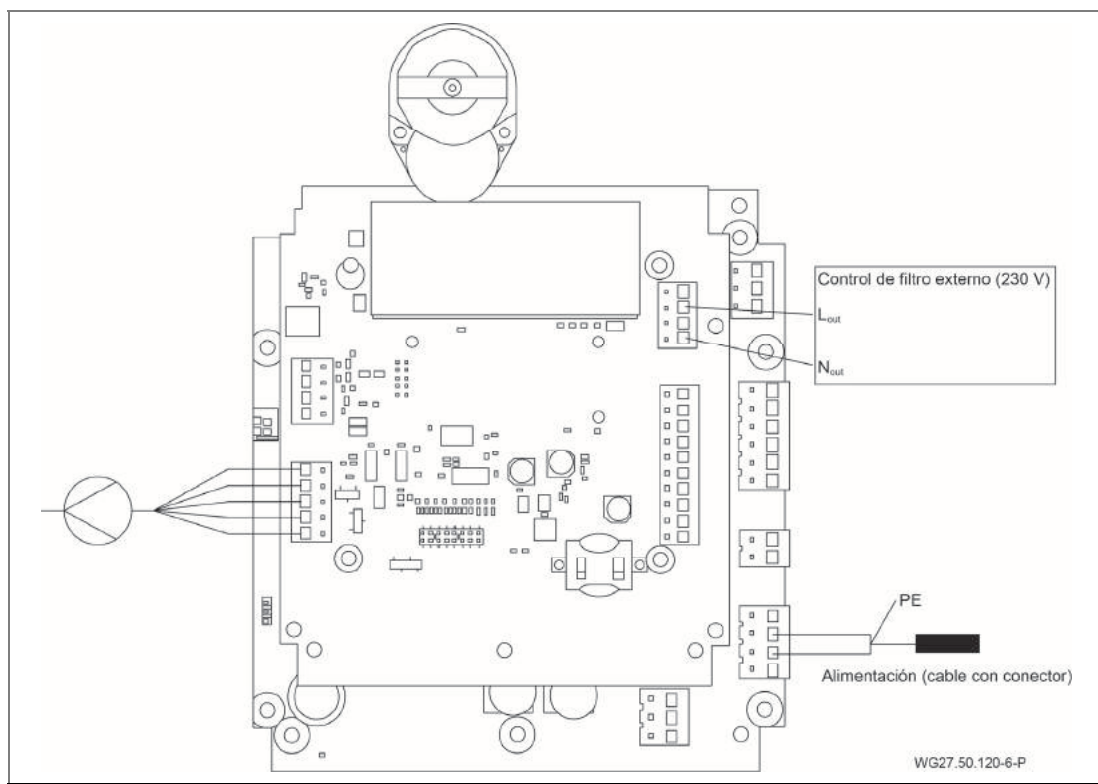 Control de filtro externo (230 V)
Lout
Nout
PE
Alimentación (cable con conector)
WG27.50.120-6-P